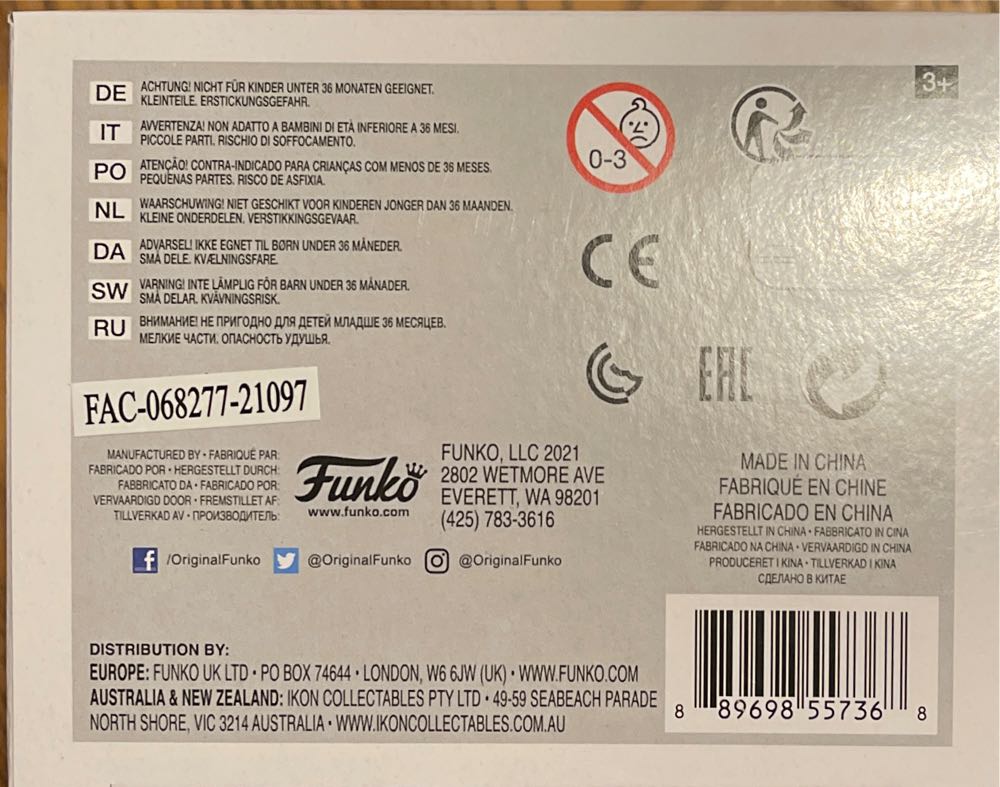 3+
DE ACHTUNG! NICHT FÜR KINDER UNTER 36 MONATEN GEEIGNET.
KLEINTEILE. ERSTICKUNGSGEFAHR.
IT AVVERTENZA! NON ADATTO A BAMBINI DI ETÀ INFERIORE A 36 MESI.
PICCOLE PARTI. RISCHIO DI SOFFOCAMENTO.
PO ATENÇÃO! CONTRA-INDICADO PARA CRIANÇAS COM MENOS DE 36 MESES.
PEQUENAS PARTES. RISCO DE ASFIXIA.
NL WAARSCHUWING! NIET GESCHIKT VOOR KINDEREN JONGER DAN 36 MAANDEN.
KLEINE ONDERDELEN. VERSTIKKINGSGEVAAR.
DA ADVARSEL! IKKE EGNET TIL BØRN UNDER 36 MÅNEDER.
SMÅ DELE. KVÆLNINGSFARE.
SW VARNING! INTE LÄMPLIG FÖR BARN UNDER 36 MÅNADER.
SMÅ DELAR. KVÄVNINGSRISK.
RU ВНИМАНИЕ! НЕ ПРИГОДНО ДЛЯ ДЕТЕЙ МЛАДШЕ 36 МЕСЯЦЕВ.
МЕЛКИЕ ЧАСТИ. ОПАСНОСТЬ УДУШЬЯ.
0-3
CE
EAC
FAC-068277-21097
MANUFACTURED BY • FABRIQUÉ PAR:
FABRICADO POR • HERGESTELLT DURCH:
FABBRICATO DA • FABRICADO POR:
VERVAARDIGD DOOR • FREMSTILLET AF:
TILLVERKAD AV • ПРОИЗВОДИТЕЛЬ:
Funko
www.funko.com
FUNKO, LLC 2021
2802 WETMORE AVE
EVERETT, WA 98201
(425) 783-3616
MADE IN CHINA
FABRIQUÉ EN CHINE
FABRICADO EN CHINA
HERGESTELLT IN CHINA • FABBRICATO IN CINA
FABRICADO NA CHINA • VERVAARDIGD IN CHINA
PRODUCERET I KINA • TILLVERKAD I KINA
СДЕЛАНО В КИТАЕ
/OriginalFunko @OriginalFunko @OriginalFunko
DISTRIBUTION BY:
EUROPE: FUNKO UK LTD • PO BOX 74644 • LONDON, W6 6JW (UK) • WWW.FUNKO.COM
AUSTRALIA & NEW ZEALAND: IKON COLLECTABLES PTY LTD • 49-59 SEABEACH PARADE
NORTH SHORE, VIC 3214 AUSTRALIA • WWW.IKONCOLLECTABLES.COM.AU
8 89698 55736 8